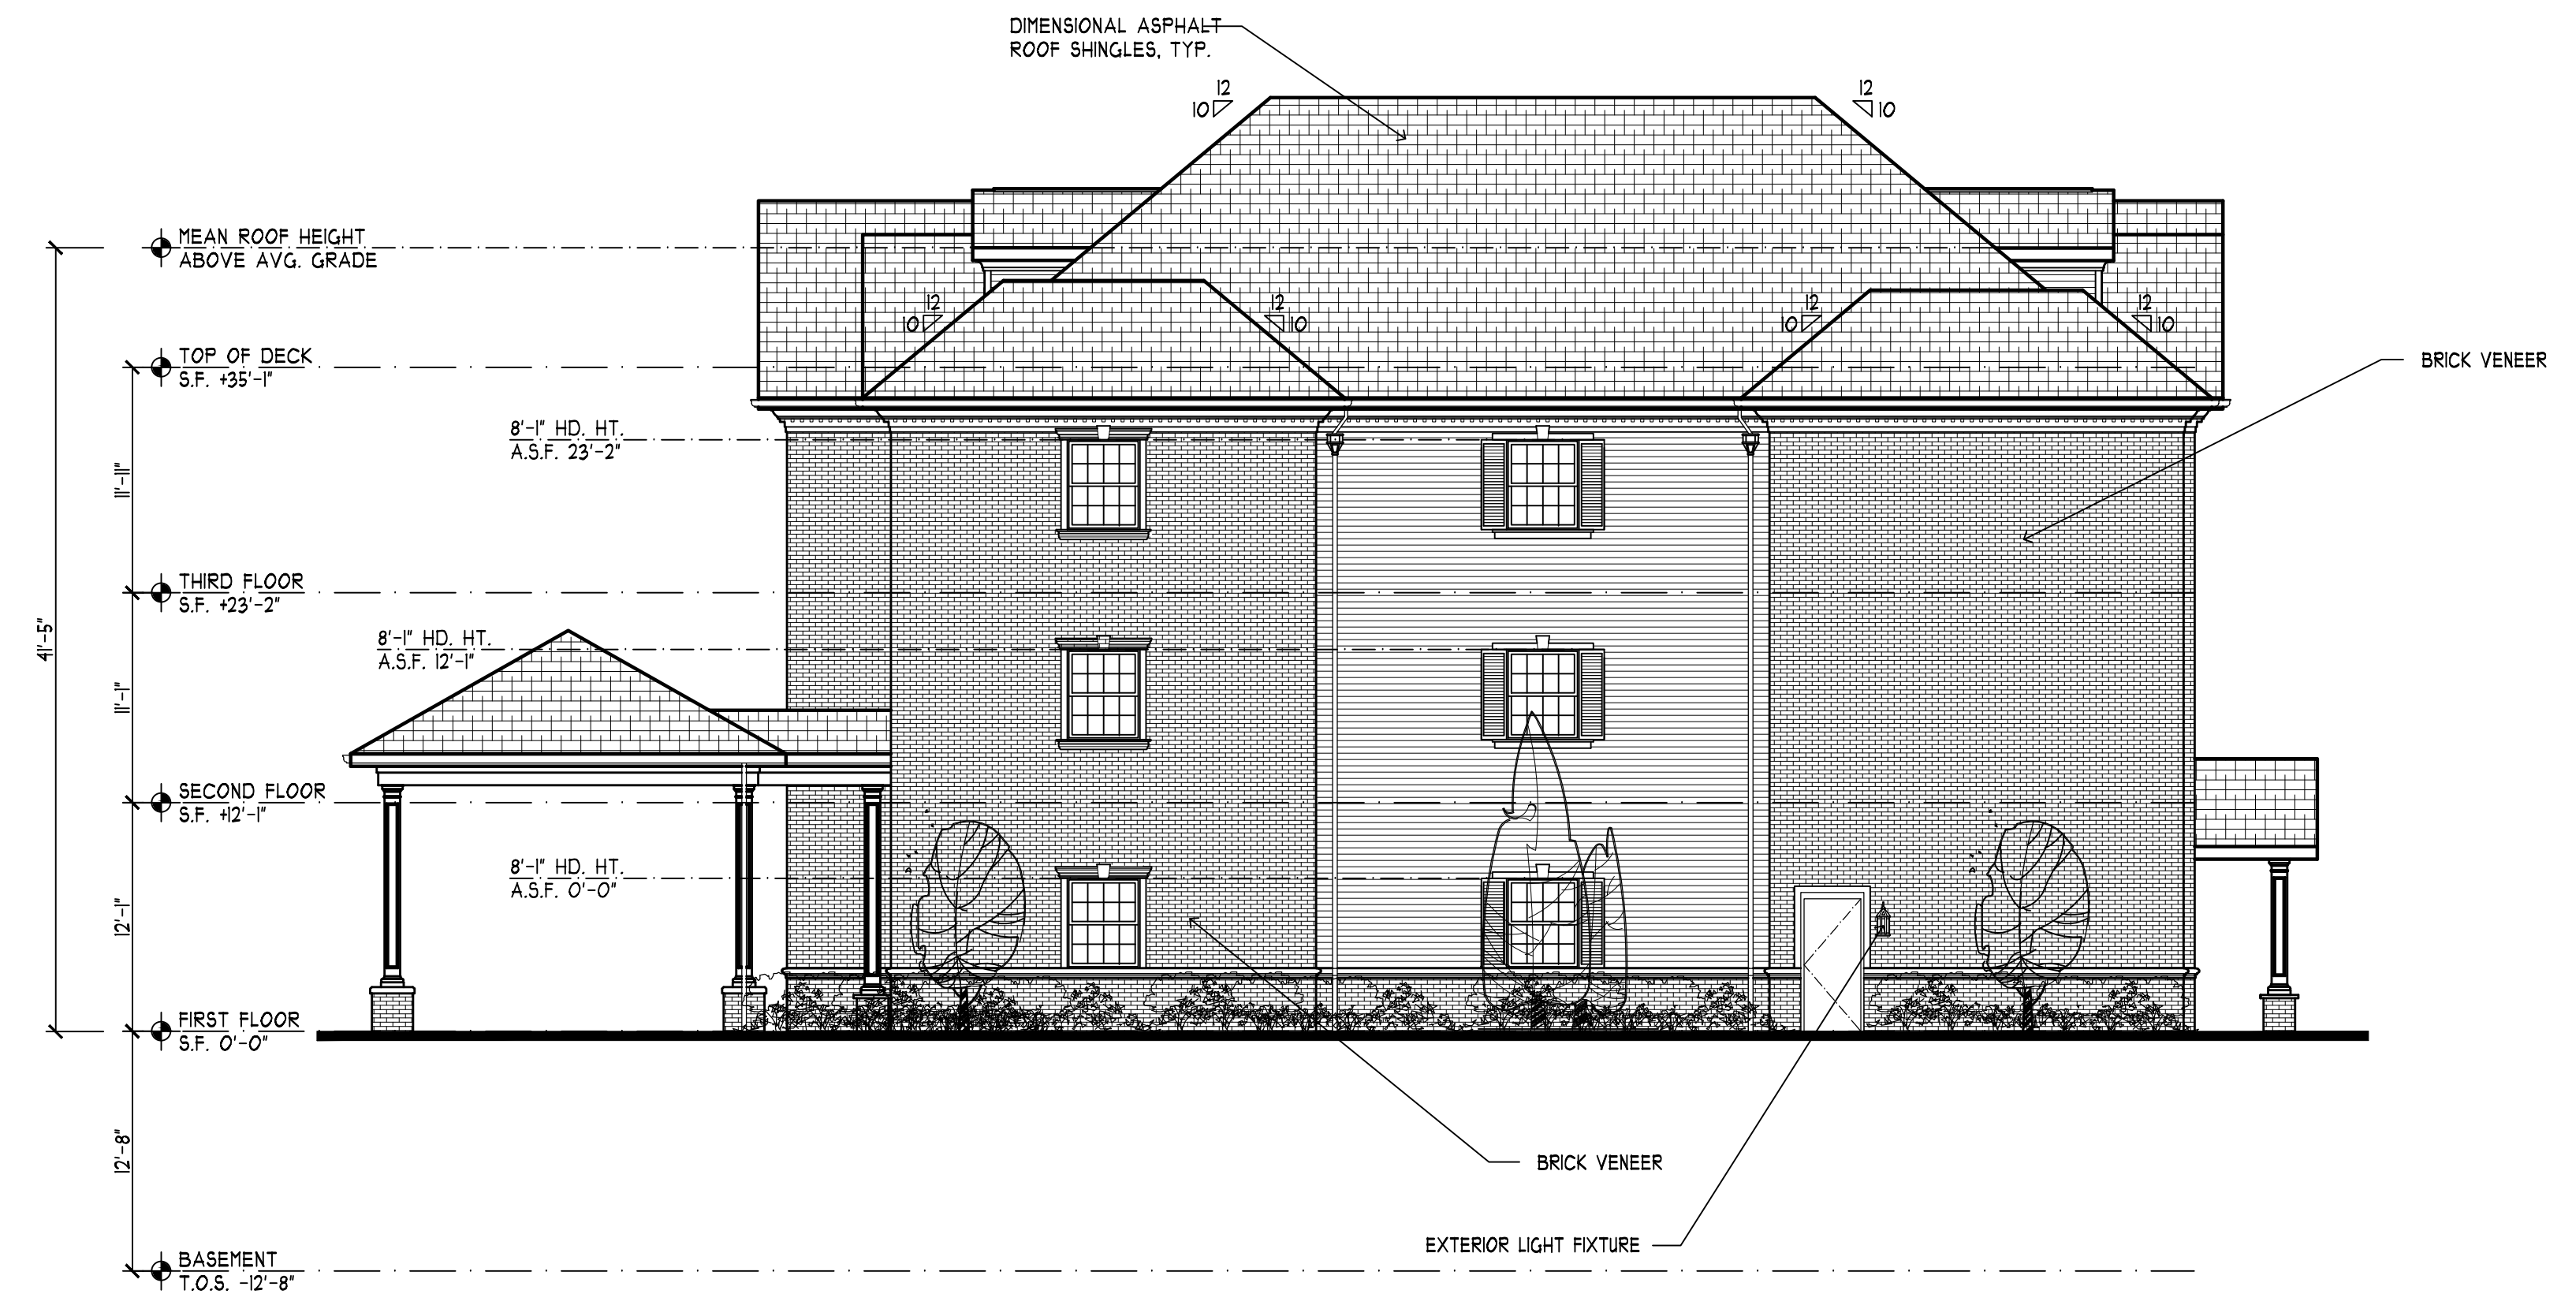 DIMENSIONAL ASPHALT
ROOF SHINGLES, TYP.
12
10
12
10
MEAN ROOF HEIGHT
ABOVE AVG. GRADE
12
10
12
10
12
10
12
10
TOP OF DECK
S.F. +35'-1"
BRICK VENEER
8'-1" HD. HT.
A.S.F. 23'-2"
11'-11"
THIRD FLOOR
S.F. +23'-2"
41'-5"
8'-1" HD. HT.
A.S.F. 12'-1"
11'-1"
SECOND FLOOR
S.F. +12'-1"
8'-1" HD. HT.
A.S.F. 0'-0"
12'-1"
FIRST FLOOR
S.F. 0'-0"
12'-8"
BRICK VENEER
EXTERIOR LIGHT FIXTURE
BASEMENT
T.O.S. -12'-8"